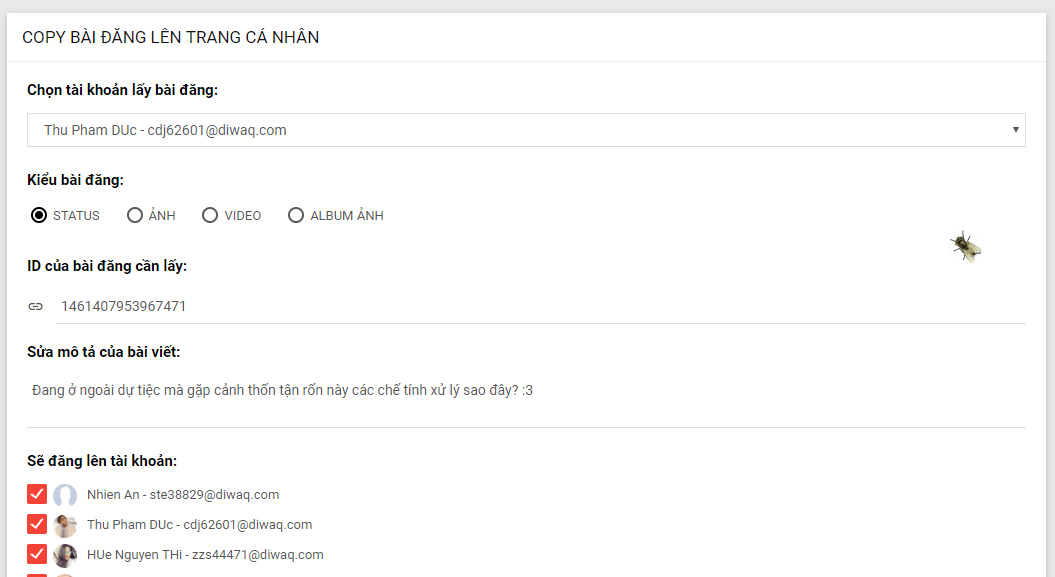 COPY BÀI ĐĂNG LÊN TRANG CÁ NHÂN
Chọn tài khoản lấy bài đăng:
Thu Pham DUc - cdj62601@diwaq.com
Kiểu bài đăng:
STATUS ẢNH VIDEO ALBUM ẢNH
ID của bài đăng cần lấy:
1461407953967471
Sửa mô tả của bài viết:
Đang ở ngoài dự tiệc mà gặp cảnh thốn tận rốn này các chế tính xử lý sao đây? :3
Sẽ đăng lên tài khoản:
Nhien An - ste38829@diwaq.com
Thu Pham DUc - cdj62601@diwaq.com
HUe Nguyen THi - zzs44471@diwaq.com